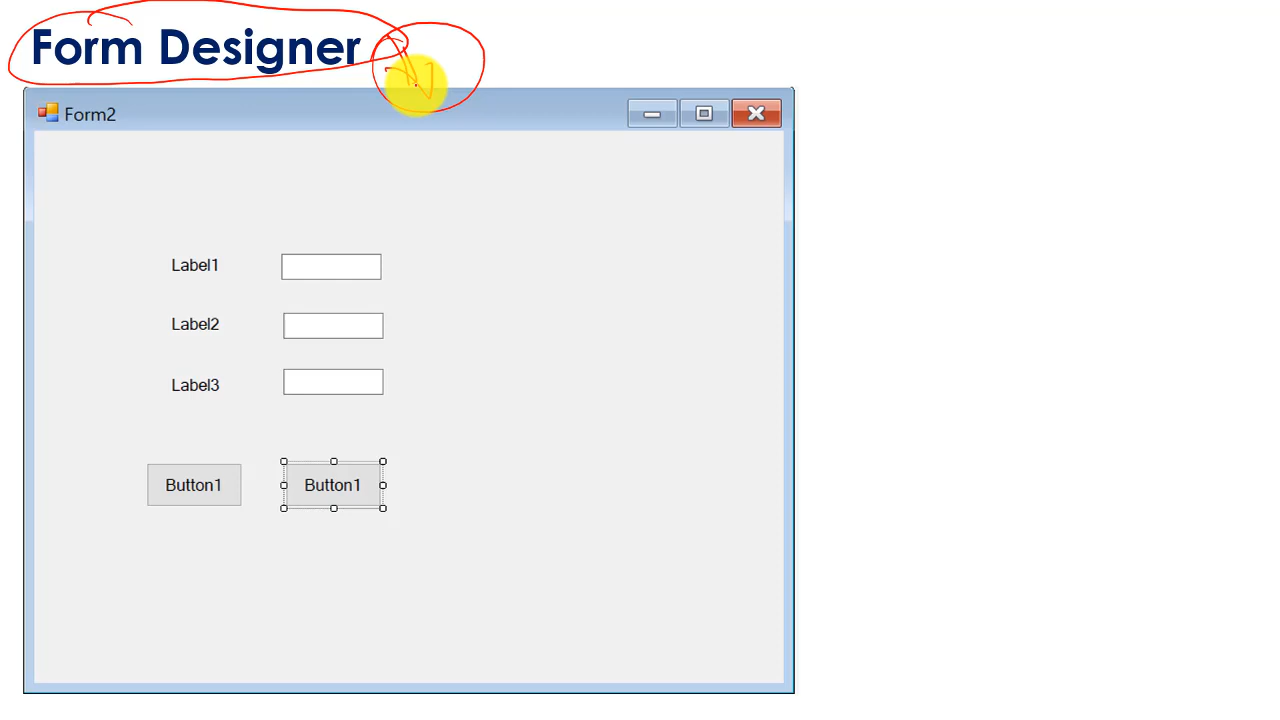 Form Designer
Form2
Label1
Label2
Label3
Button1 Button1